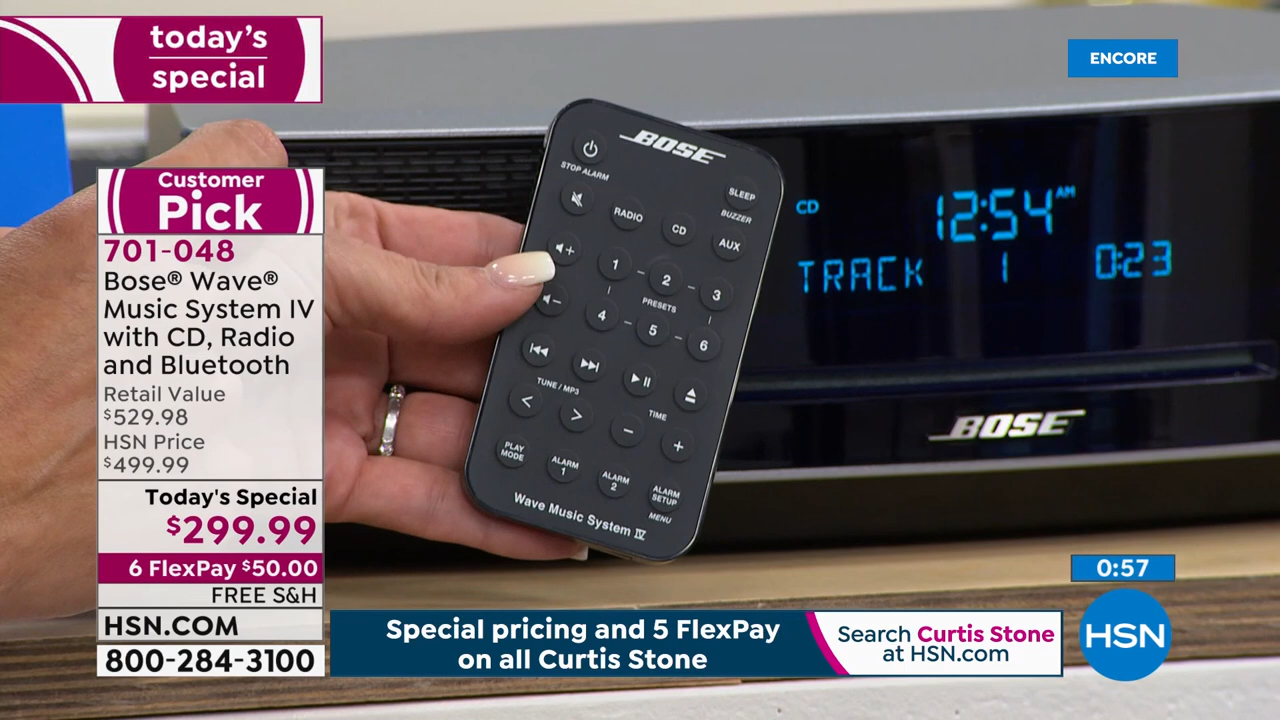 today's
special
ENCORE
Customer
Pick
701-048
Bose® Wave®
Music System IV
with CD, Radio
and Bluetooth
Retail Value
$529.98
HSN Price
$499.99
Today's Special
$299.99
6 FlexPay $50.00
FREE S&H
HSN.COM
800-284-3100
BOSE
STOP ALARM
SLEEP
BUZZER
RADIO
CD
AUX
1 2 3
PRESETS
4 5 6
TUNE / MP3
TIME
PLAY
MODE
ALARM
1
ALARM
2
ALARM
SETUP
MENU
Wave Music System IV
CD
12:54 AM
TRACK 1 0:23
BOSE
0:57
Special pricing and 5 FlexPay
on all Curtis Stone
Search Curtis Stone
at HSN.com
HSN